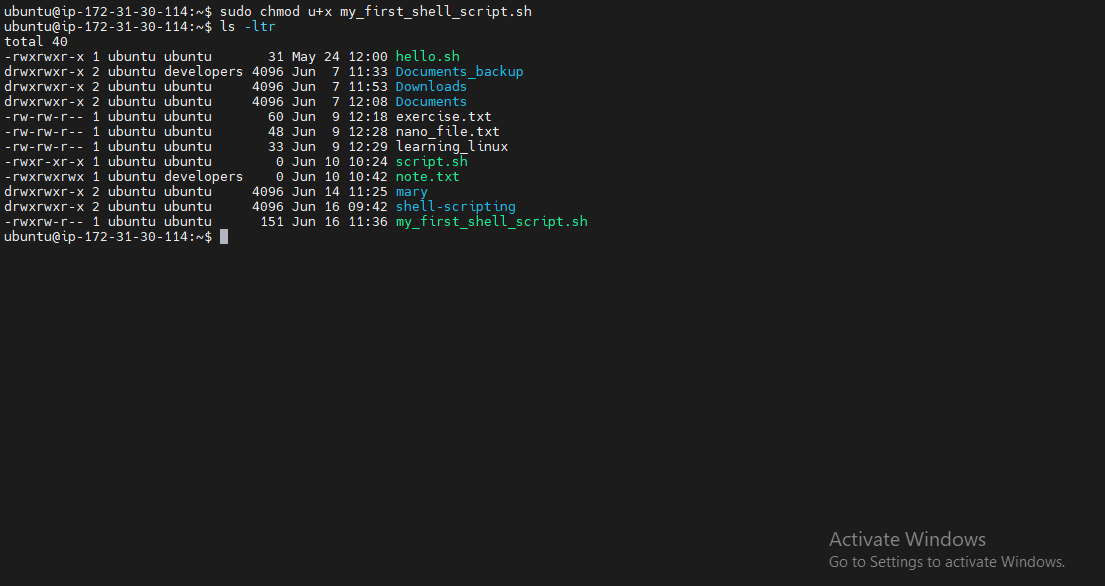 ubuntu@ip-172-31-30-114:~$ sudo chmod u+x my_first_shell_script.sh
ubuntu@ip-172-31-30-114:~$ ls -ltr
total 40
-rwxrwxr-x 1 ubuntu ubuntu       31 May 24 12:00 hello.sh
drwxrwxr-x 2 ubuntu developers 4096 Jun  7 11:33 Documents_backup
drwxrwxr-x 2 ubuntu ubuntu     4096 Jun  7 11:53 Downloads
drwxrwxr-x 2 ubuntu ubuntu     4096 Jun  7 12:08 Documents
-rw-rw-r-- 1 ubuntu ubuntu       60 Jun  9 12:18 exercise.txt
-rw-rw-r-- 1 ubuntu ubuntu       48 Jun  9 12:28 nano_file.txt
-rw-rw-r-- 1 ubuntu ubuntu       33 Jun  9 12:29 learning_linux
-rwxr-xr-x 1 ubuntu ubuntu        0 Jun 10 10:24 script.sh
-rwxrwxrwx 1 ubuntu developers    0 Jun 10 10:42 note.txt
drwxrwxr-x 2 ubuntu ubuntu     4096 Jun 14 11:25 mary
drwxrwxr-x 2 ubuntu ubuntu     4096 Jun 16 09:42 shell-scripting
-rwxrw-r-- 1 ubuntu ubuntu      151 Jun 16 11:36 my_first_shell_script.sh
ubuntu@ip-172-31-30-114:~$
Activate Windows
Go to Settings to activate Windows.